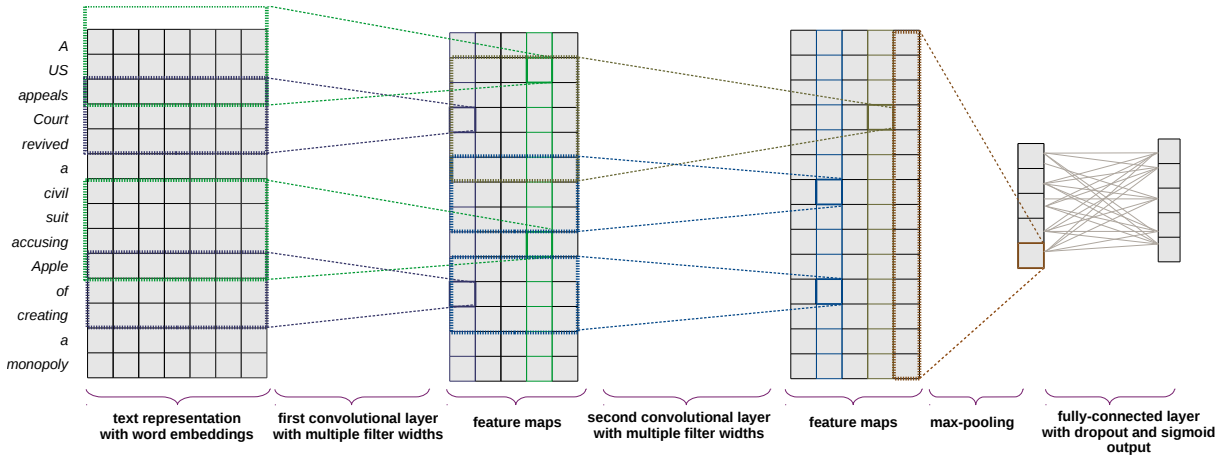 A
US
appeals
Court
revived
a
civil
suit
accusing
Apple
of
creating
a
monopoly
text representation
with word embeddings
first convolutional layer
with multiple filter widths
feature maps
second convolutional layer
with multiple filter widths
feature maps
max-pooling
fully-connected layer
with dropout and sigmoid
output